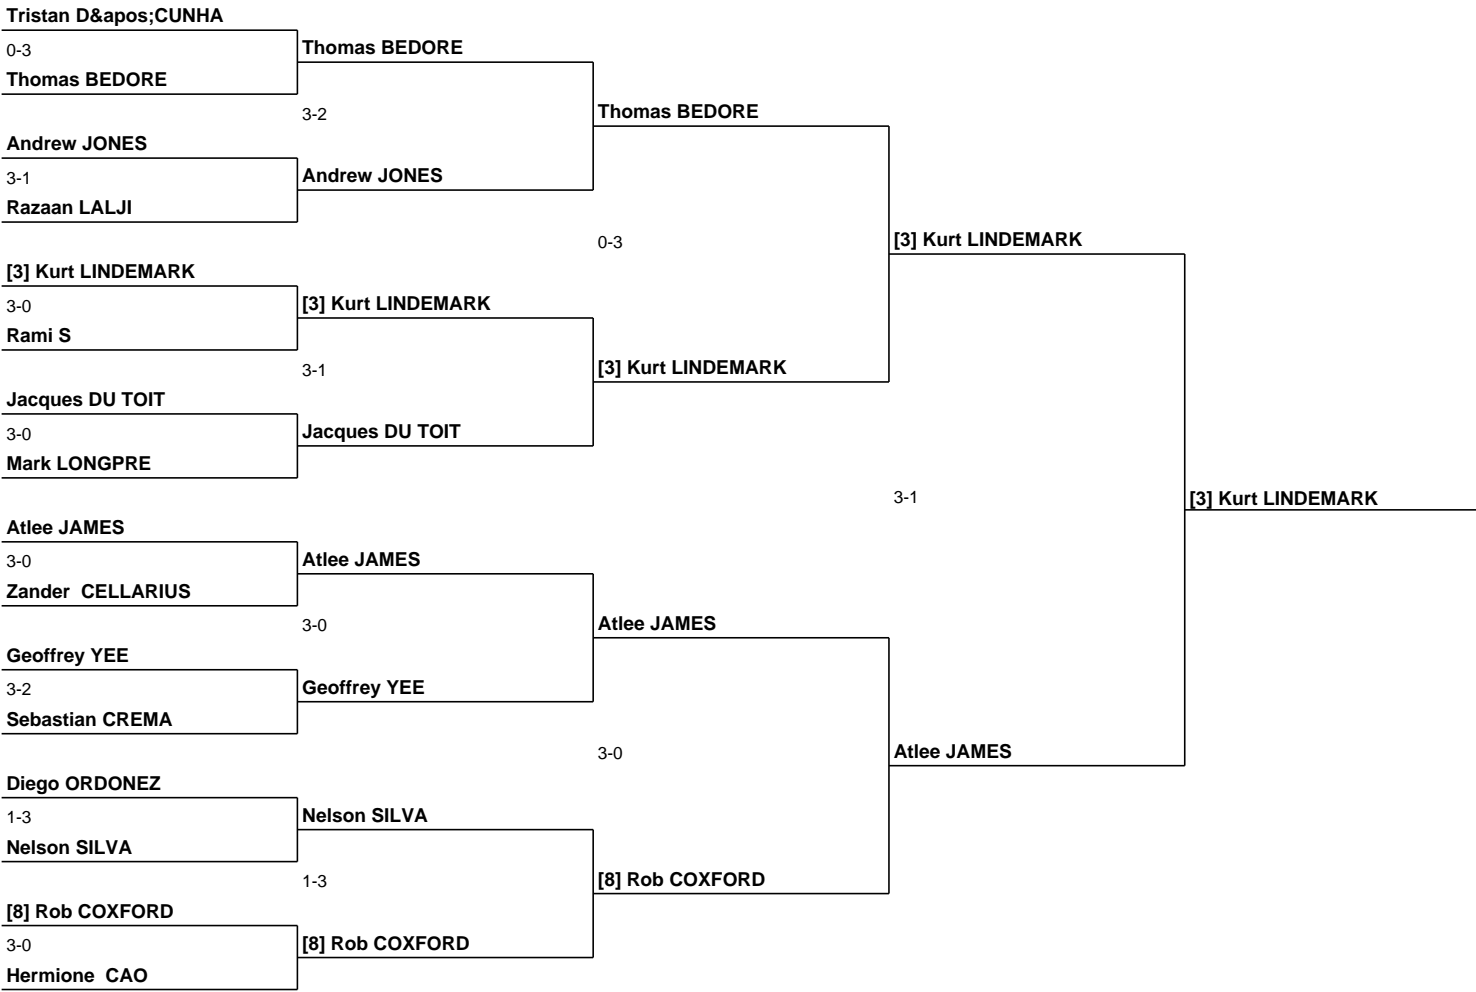 Tristan D&apos;CUNHA
0-3
Thomas BEDORE
Thomas BEDORE
3-2
Thomas BEDORE
Andrew JONES
3-1
Razaan LALJI
Andrew JONES
0-3
[3] Kurt LINDEMARK
[3] Kurt LINDEMARK
3-0
Rami S
[3] Kurt LINDEMARK
3-1
[3] Kurt LINDEMARK
Jacques DU TOIT
3-0
Mark LONGPRE
Jacques DU TOIT
3-1
[3] Kurt LINDEMARK
Atlee JAMES
3-0
Zander  CELLARIUS
Atlee JAMES
3-0
Atlee JAMES
Geoffrey YEE
3-2
Sebastian CREMA
Geoffrey YEE
3-0
Atlee JAMES
Diego ORDONEZ
1-3
Nelson SILVA
Nelson SILVA
1-3
[8] Rob COXFORD
[8] Rob COXFORD
3-0
Hermione  CAO
[8] Rob COXFORD